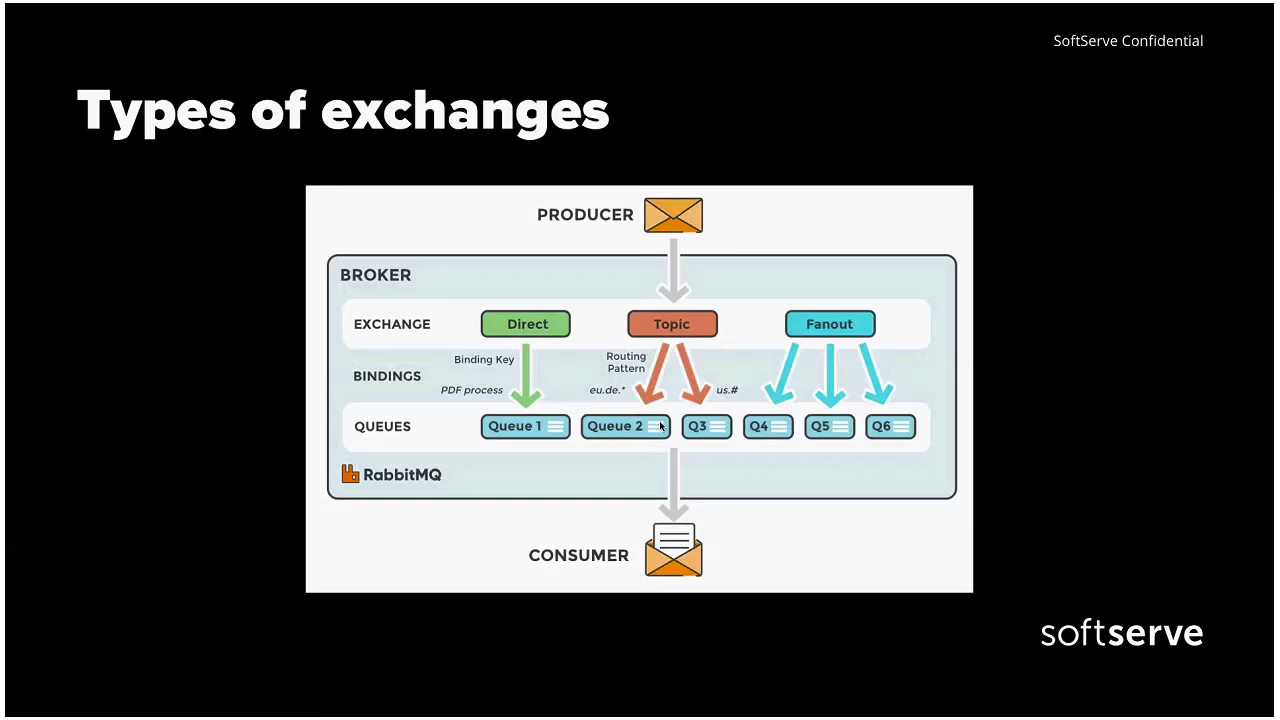 SoftServe Confidential
Types of exchanges
PRODUCER
BROKER
EXCHANGE
Direct
Topic
Fanout
Binding Key
Routing
Pattern
BINDINGS
PDF process
eu.de.*
us.#
QUEUES
Queue 1
Queue 2
Q3
Q4
Q5
Q6
RabbitMQ
CONSUMER
softserve